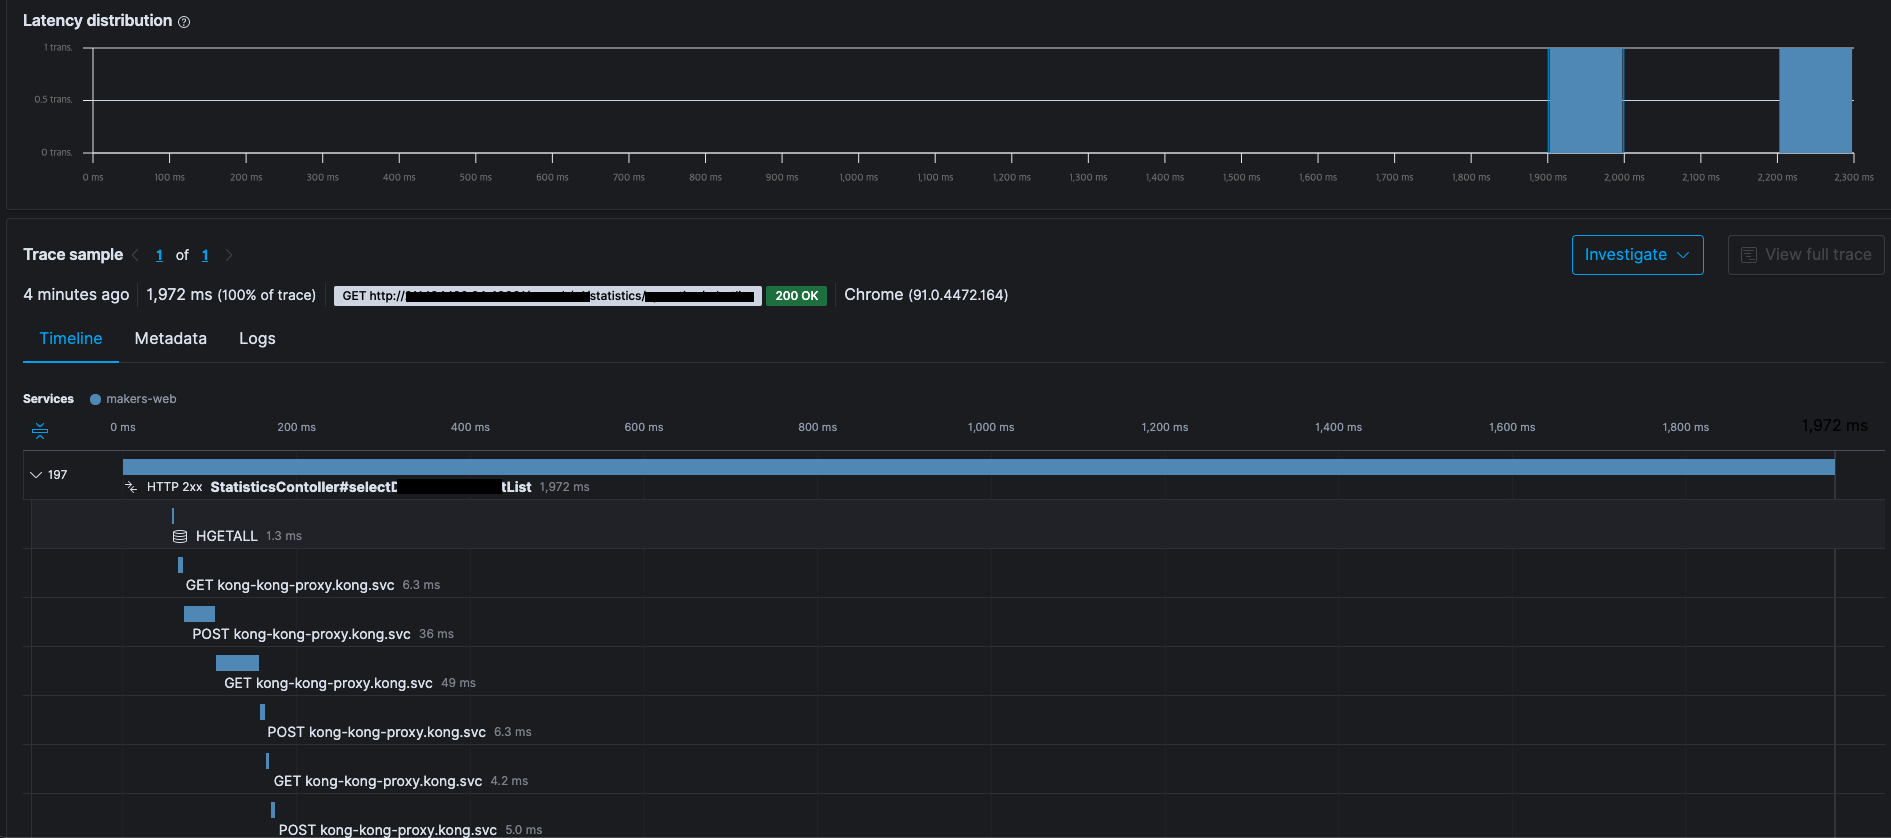 Latency distribution
1 trans.
0.5 trans.
0 trans.
0 ms 100 ms 200 ms 300 ms 400 ms 500 ms 600 ms 700 ms 800 ms 900 ms 1,000 ms 1,100 ms 1,200 ms 1,300 ms 1,400 ms 1,500 ms 1,600 ms 1,700 ms 1,800 ms 1,900 ms 2,000 ms 2,100 ms 2,200 ms 2,300 ms
Trace sample 1 of 1 Investigate View full trace
4 minutes ago 1,972 ms (100% of trace) GET http:// statistics/ 200 OK Chrome (91.0.4472.164)
Timeline Metadata Logs
Services makers-web
0 ms 200 ms 400 ms 600 ms 800 ms 1,000 ms 1,200 ms 1,400 ms 1,600 ms 1,800 ms 1,972 ms
197
HTTP 2xx StatisticsContoller#selectD tList 1,972 ms
HGETALL 1.3 ms
GET kong-kong-proxy.kong.svc 6.3 ms
POST kong-kong-proxy.kong.svc 36 ms
GET kong-kong-proxy.kong.svc 49 ms
POST kong-kong-proxy.kong.svc 6.3 ms
GET kong-kong-proxy.kong.svc 4.2 ms
POST kong-kong-proxy.kong.svc 5.0 ms